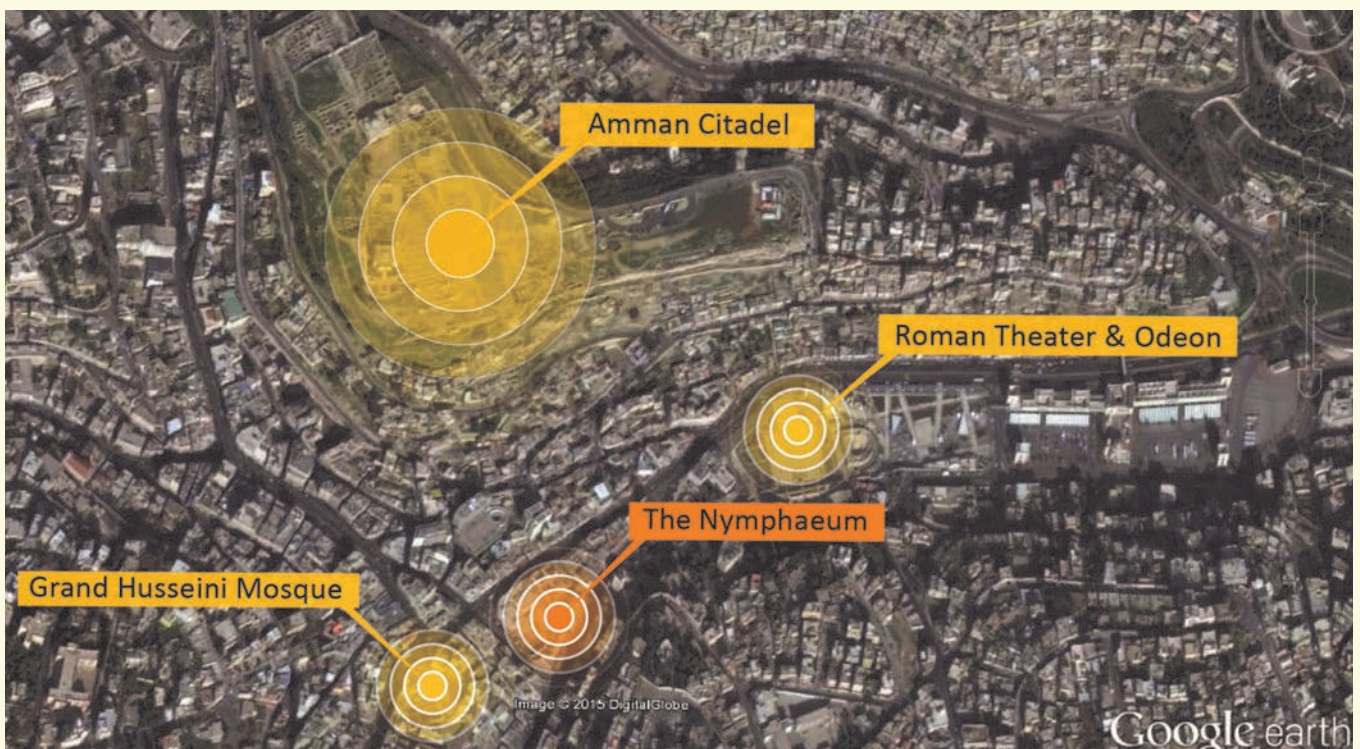 Amman Citadel
Roman Theater & Odeon
The Nymphaeum
Grand Husseini Mosque
Image © 2015 DigitalGlobe
Google earth